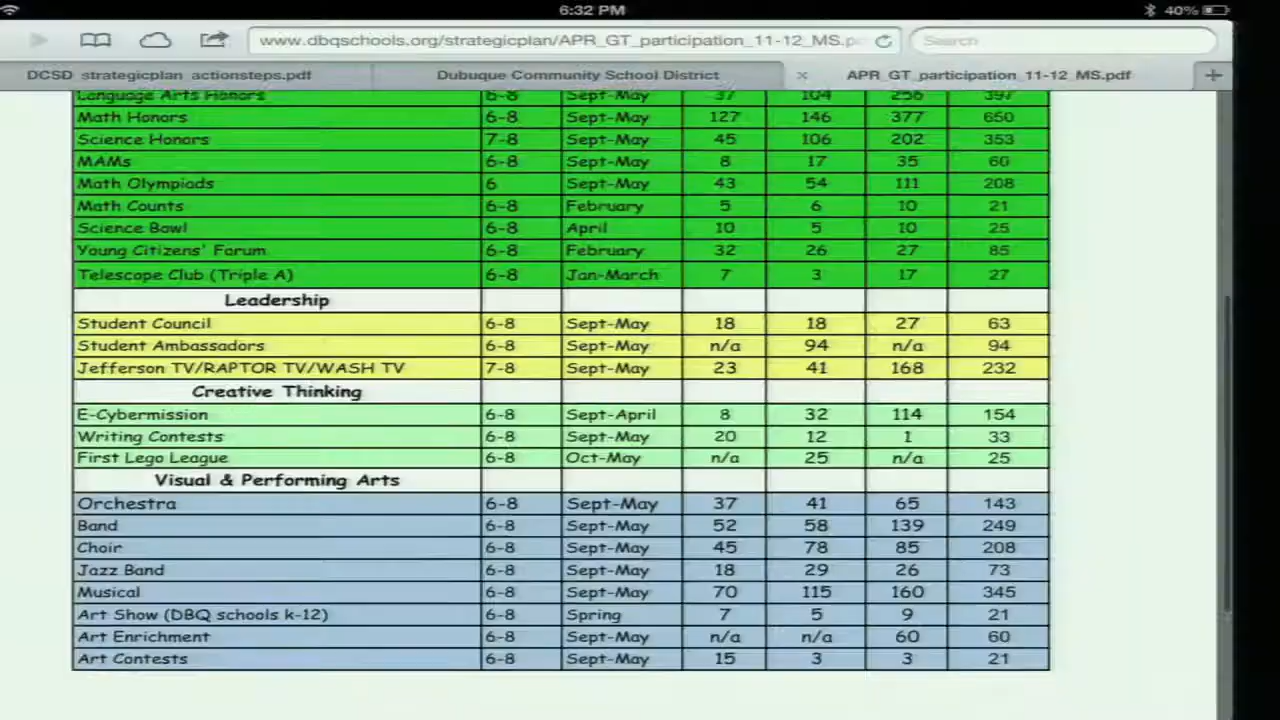 6:32 PM 40%
www.dbqschools.org/strategicplan/APR_GT_participation_11-12_MS.p Search
DCSD_strategicplan_actionsteps.pdf Dubuque Community School District APR_GT_participation_11-12_MS.pdf
Language Arts Honors 6-8 Sept-May 37 104 256 397
Math Honors 6-8 Sept-May 127 146 377 650
Science Honors 7-8 Sept-May 45 106 202 353
MAMs 6-8 Sept-May 8 17 35 60
Math Olympiads 6 Sept-May 43 54 111 208
Math Counts 6-8 February 5 6 10 21
Science Bowl 6-8 April 10 5 10 25
Young Citizens' Forum 6-8 February 32 26 27 85
Telescope Club (Triple A) 6-8 Jan-March 7 3 17 27
Leadership
Student Council 6-8 Sept-May 18 18 27 63
Student Ambassadors 6-8 Sept-May n/a 94 n/a 94
Jefferson TV/RAPTOR TV/WASH TV 7-8 Sept-May 23 41 168 232
Creative Thinking
E-Cybermission 6-8 Sept-April 8 32 114 154
Writing Contests 6-8 Sept-May 20 12 1 33
First Lego League 6-8 Oct-May n/a 25 n/a 25
Visual & Performing Arts
Orchestra 6-8 Sept-May 37 41 65 143
Band 6-8 Sept-May 52 58 139 249
Choir 6-8 Sept-May 45 78 85 208
Jazz Band 6-8 Sept-May 18 29 26 73
Musical 6-8 Sept-May 70 115 160 345
Art Show (DBQ schools k-12) 6-8 Spring 7 5 9 21
Art Enrichment 6-8 Sept-May n/a n/a 60 60
Art Contests 6-8 Sept-May 15 3 3 21